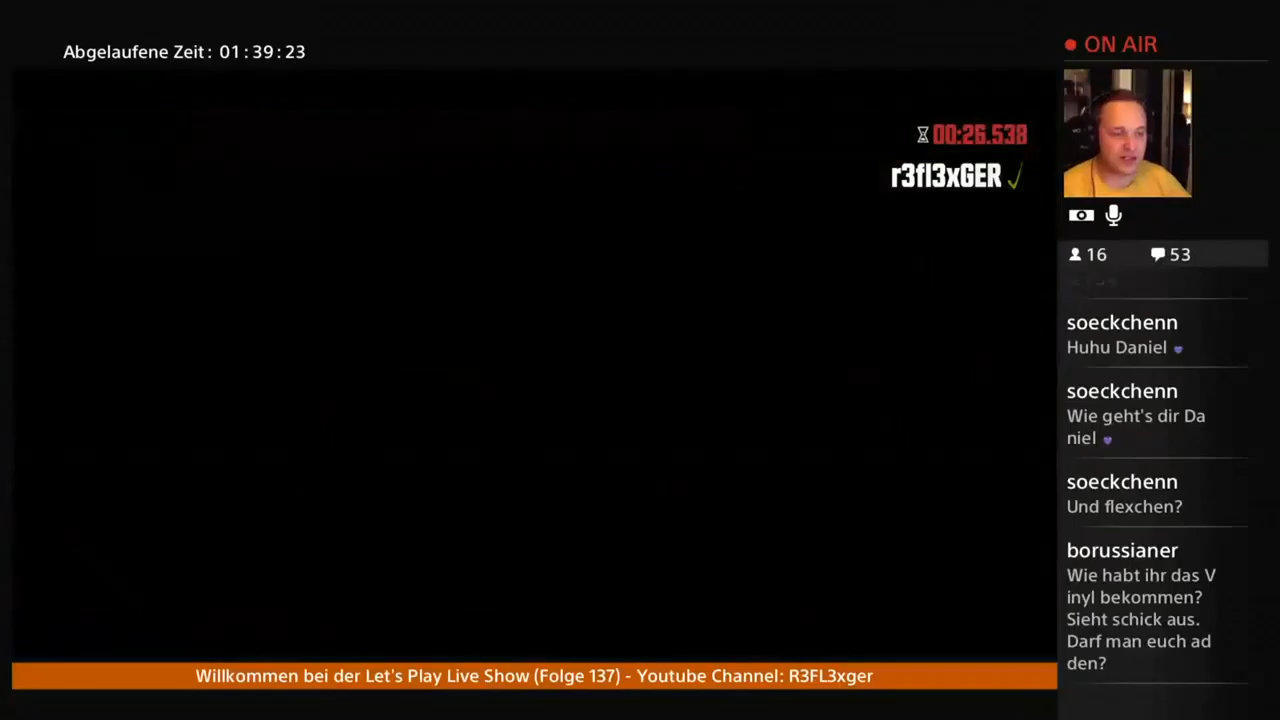 Abgelaufene Zeit: 01:39:23
ON AIR
00:26.538
r3fl3xGER
16 53
soeckchenn
Huhu Daniel 💜
soeckchenn
Wie geht's dir Da
niel 💜
soeckchenn
Und flexchen?
borussianer
Wie habt ihr das V
inyl bekommen?
Sieht schick aus.
Darf man euch ad
den?
Willkommen bei der Let's Play Live Show (Folge 137) - Youtube Channel: R3FL3xger